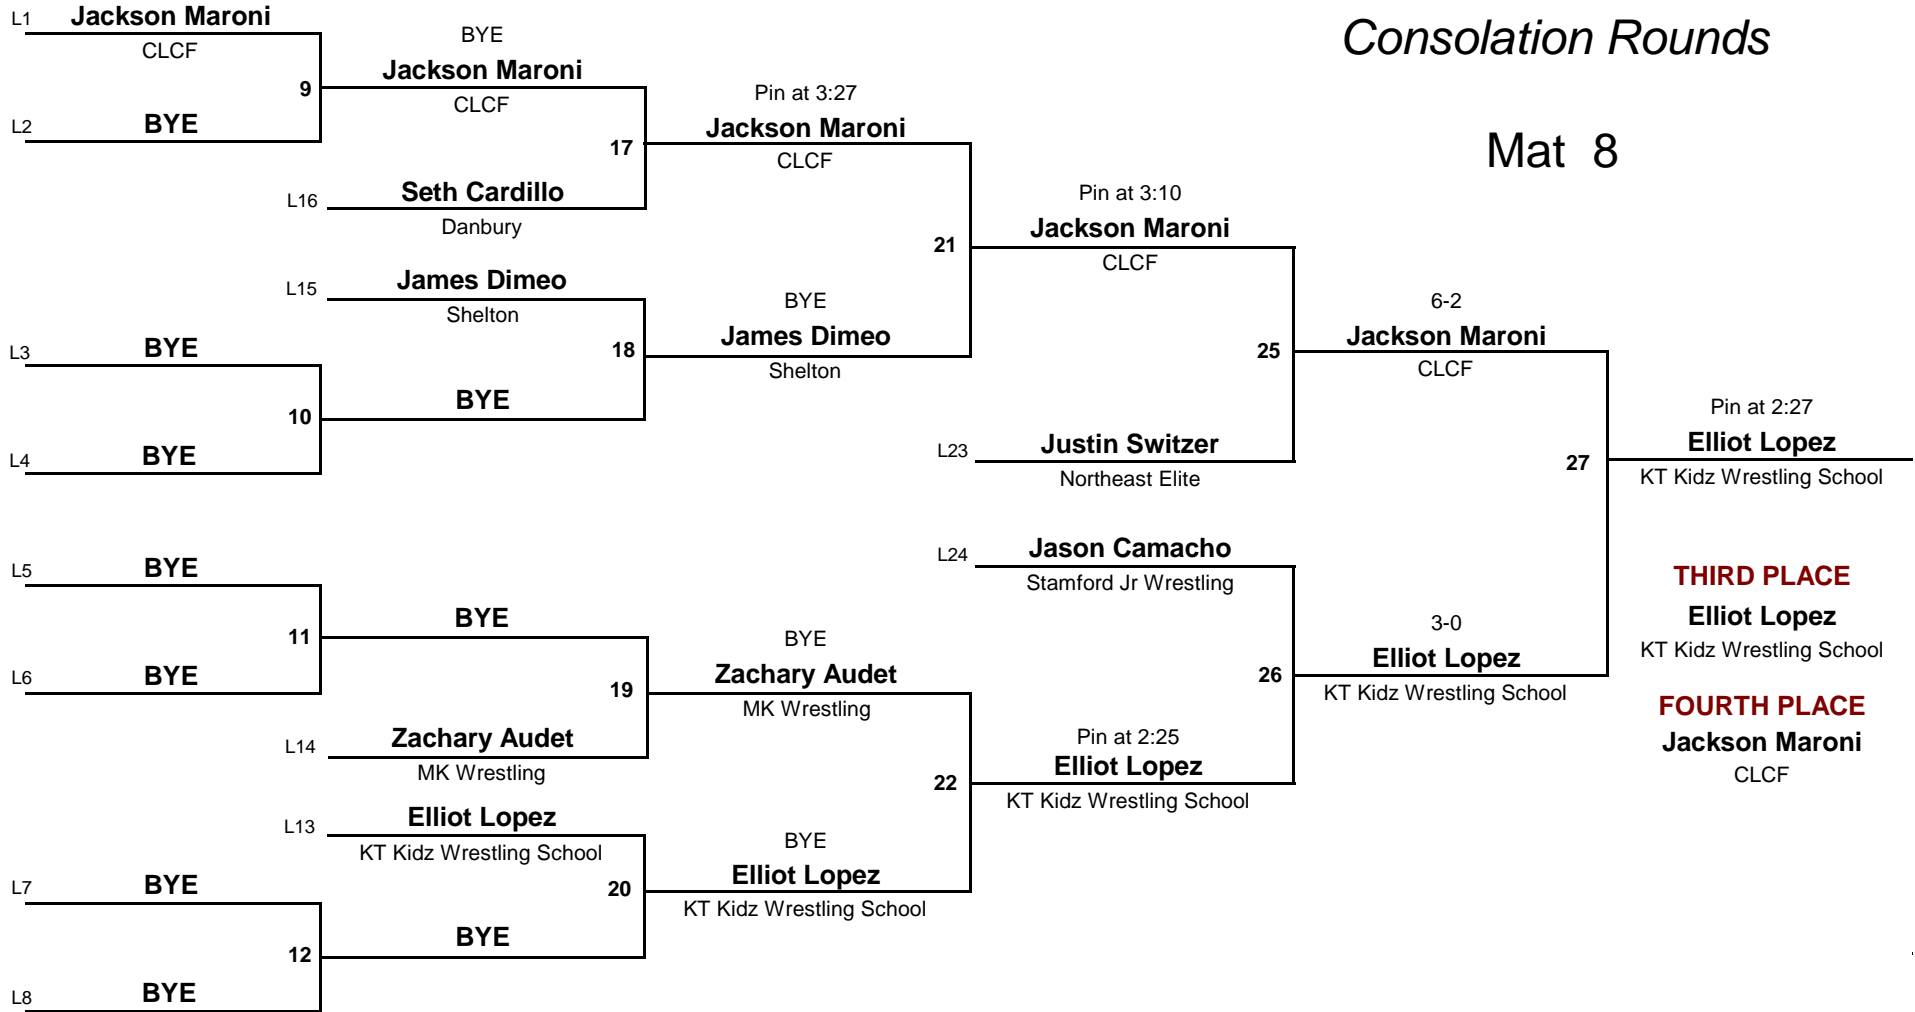 Consolation Rounds
Mat 8
L1 Jackson Maroni
CLCF
9
L2 BYE
BYE
Jackson Maroni
CLCF
17
L16 Seth Cardillo
Danbury
Pin at 3:27
Jackson Maroni
CLCF
21
L15 James Dimeo
Shelton
18
L3 BYE
10
L4 BYE
BYE
BYE
James Dimeo
Shelton
Pin at 3:10
Jackson Maroni
CLCF
25
L23 Justin Switzer
Northeast Elite
6-2
Jackson Maroni
CLCF
27
L5 BYE
11
L6 BYE
BYE
19
L14 Zachary Audet
MK Wrestling
BYE
Zachary Audet
MK Wrestling
22
L13 Elliot Lopez
KT Kidz Wrestling School
20
L7 BYE
12
L8 BYE
BYE
BYE
Elliot Lopez
KT Kidz Wrestling School
L24 Jason Camacho
Stamford Jr Wrestling
26
Pin at 2:25
Elliot Lopez
KT Kidz Wrestling School
3-0
Elliot Lopez
KT Kidz Wrestling School
Pin at 2:27
Elliot Lopez
KT Kidz Wrestling School
THIRD PLACE
Elliot Lopez
KT Kidz Wrestling School
FOURTH PLACE
Jackson Maroni
CLCF